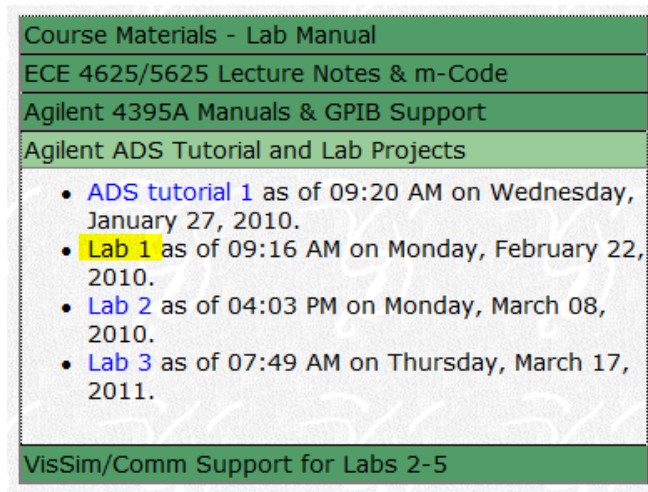 Course Materials - Lab Manual
ECE 4625/5625 Lecture Notes & m-Code
Agilent 4395A Manuals & GPIB Support
Agilent ADS Tutorial and Lab Projects
• ADS tutorial 1 as of 09:20 AM on Wednesday,
January 27, 2010.
• Lab 1 as of 09:16 AM on Monday, February 22,
2010.
• Lab 2 as of 04:03 PM on Monday, March 08,
2010.
• Lab 3 as of 07:49 AM on Thursday, March 17,
2011.
VisSim/Comm Support for Labs 2-5